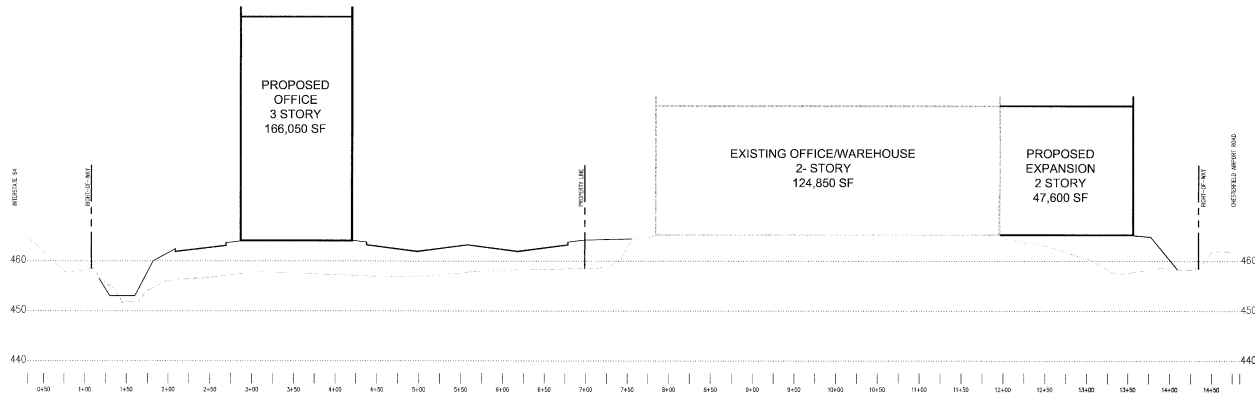 PROPOSED
OFFICE
3 STORY
166,050 SF
EXISTING OFFICE/WAREHOUSE
2- STORY
124,850 SF
PROPOSED
EXPANSION
2 STORY
47,600 SF
INTERSTATE 64
RIGHT-OF-WAY
PROPERTY LINE
RIGHT-OF-WAY
CHESTERFIELD AIRPORT ROAD
460 460
450 450
440 440
0+50 1+00 1+50 2+00 2+50 3+00 3+50 4+00 4+50 5+00 5+50 6+00 6+50 7+00 7+50 8+00 8+50 9+00 9+50 10+00 10+50 11+00 11+50 12+00 12+50 13+00 13+50 14+00 14+50